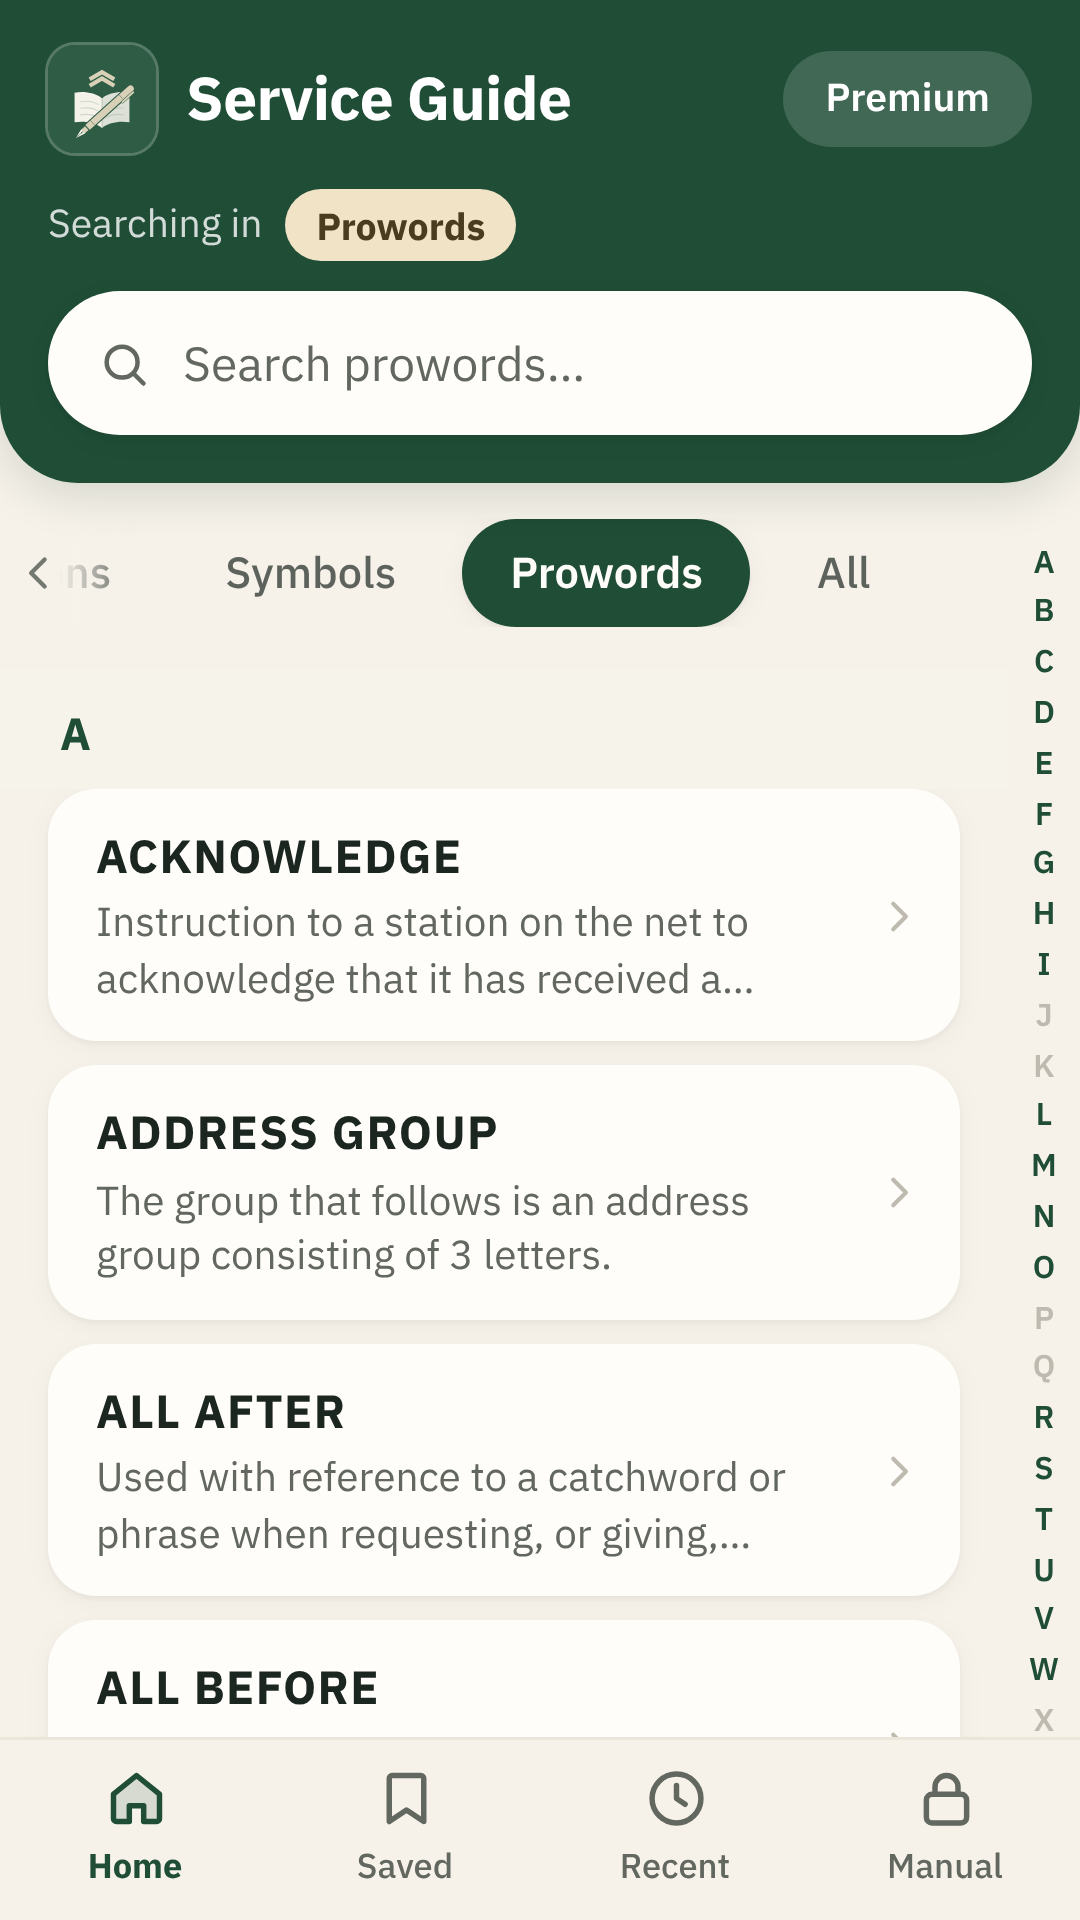 Service Guide
Premium
Searching in Prowords
Search prowords...
ns Symbols Prowords All
A
ACKNOWLEDGE
Instruction to a station on the net to
acknowledge that it has received a...
ADDRESS GROUP
The group that follows is an address
group consisting of 3 letters.
ALL AFTER
Used with reference to a catchword or
phrase when requesting, or giving,...
ALL BEFORE
A
B
C
D
E
F
G
H
I
J
K
L
M
N
O
P
Q
R
S
T
U
V
W
X
Home Saved Recent Manual